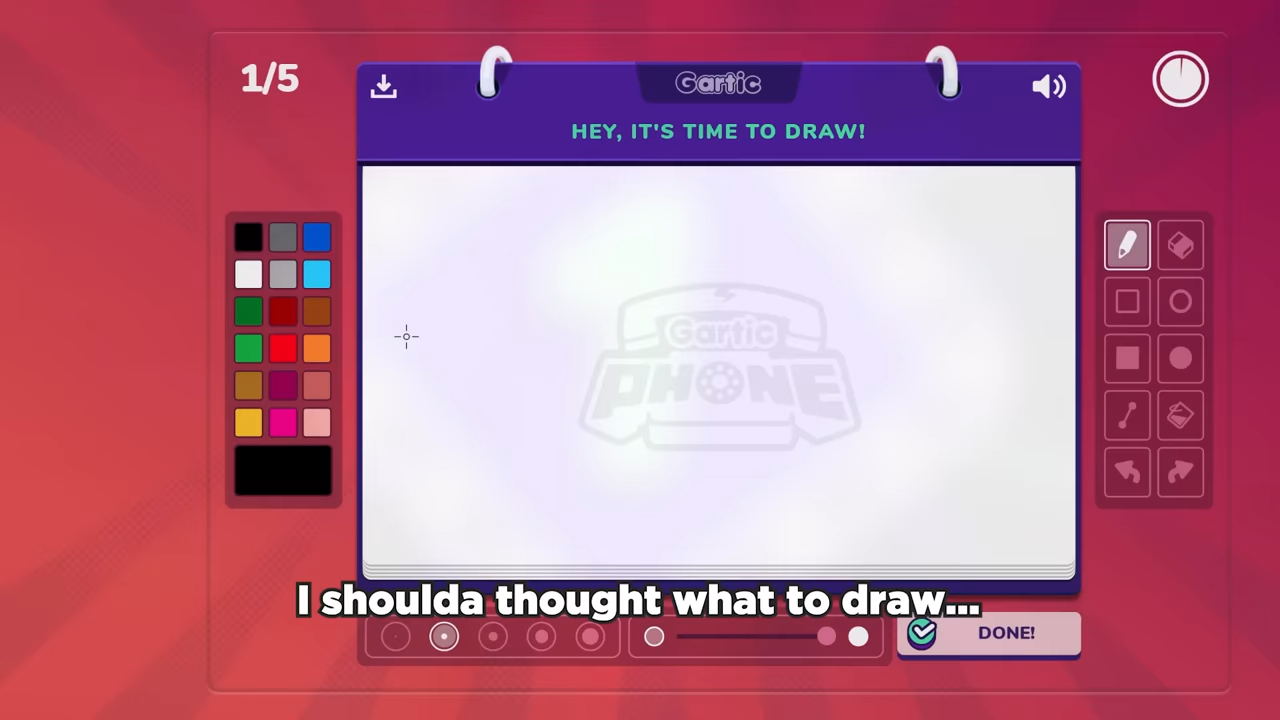 1/5
Gartic
HEY, IT'S TIME TO DRAW!
Gartic
PHONE
I shoulda thought what to draw...
DONE!